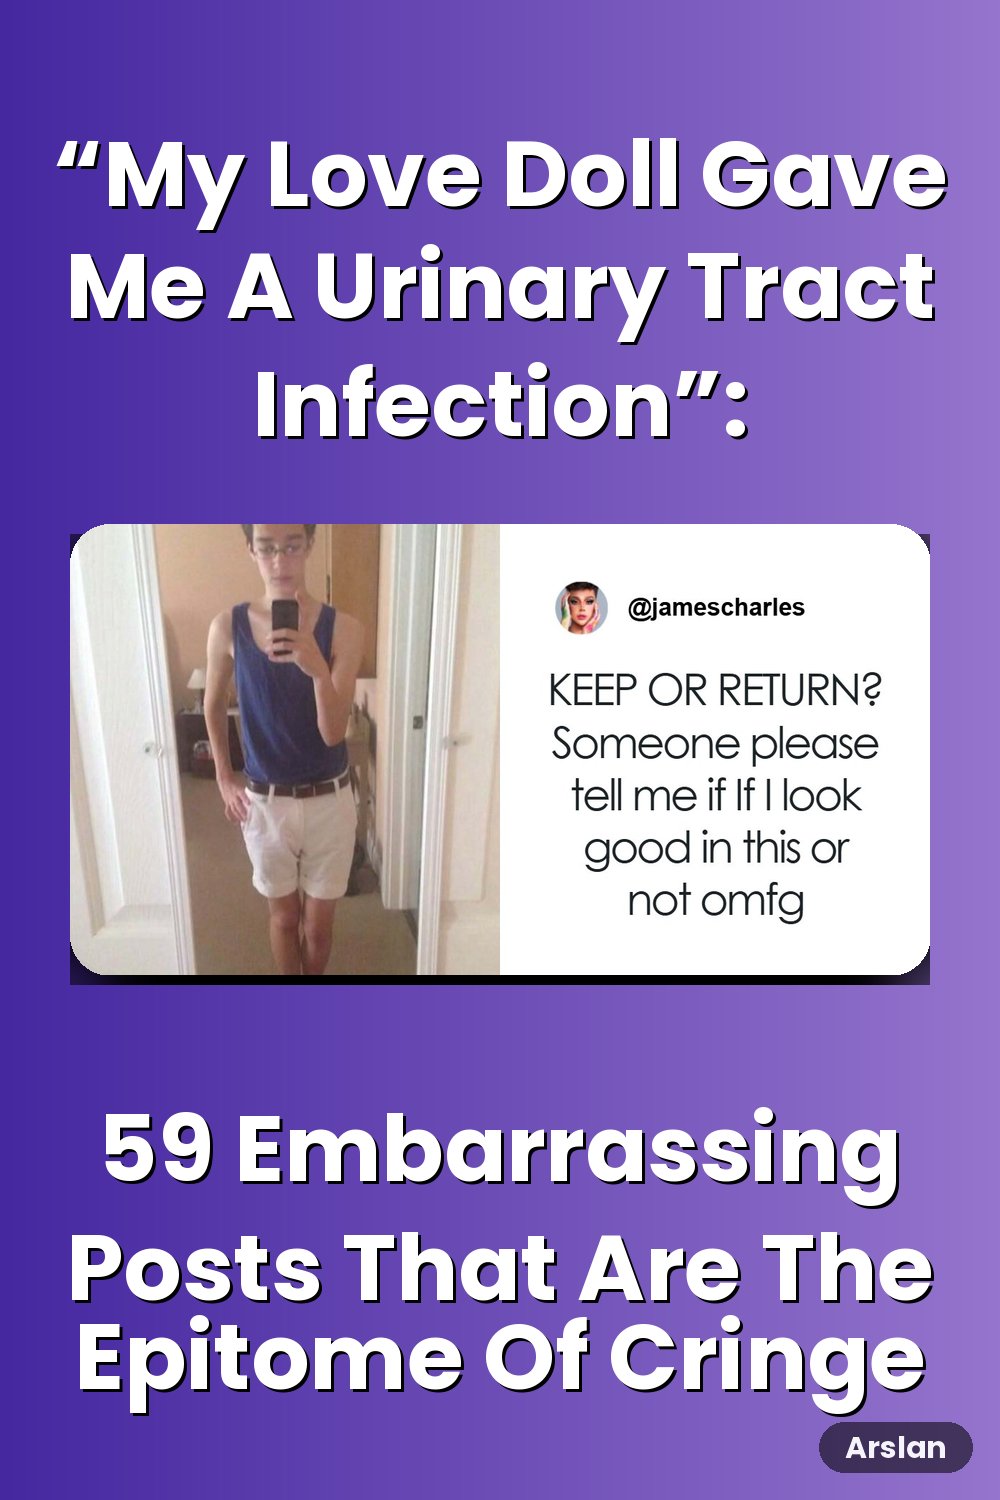 “My Love Doll Gave
Me A Urinary Tract
Infection”:
@jamescharles
KEEP OR RETURN?
Someone please
tell me if If I look
good in this or
not omfg
59 Embarrassing
Posts That Are The
Epitome Of Cringe
Arslan